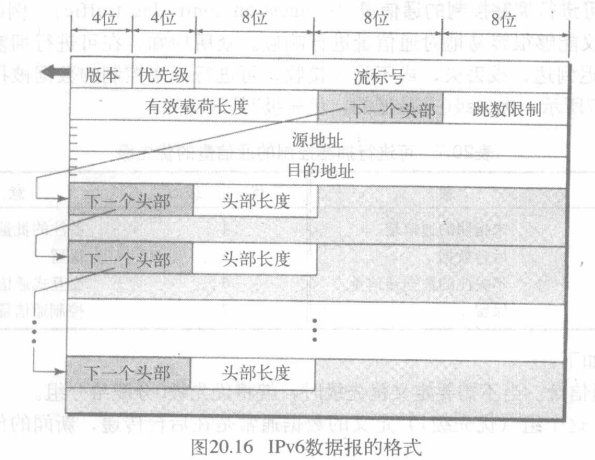 4位 4位 8位 8位 8位
版本 优先级 流标号
有效载荷长度 下一个头部 跳数限制
源地址
目的地址
下一个头部 头部长度
下一个头部 头部长度
下一个头部 头部长度
图20.16 IPv6数据报的格式